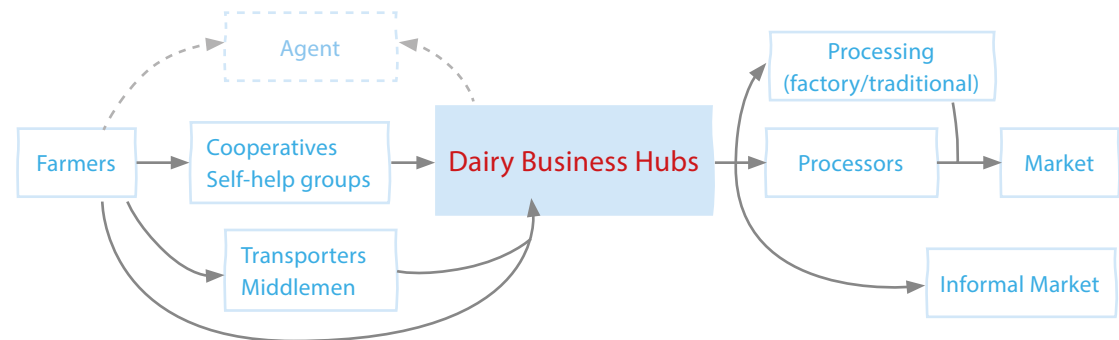 Agent
Processing
(factory/traditional)
Farmers
Cooperatives
Self-help groups
Dairy Business Hubs
Processors
Market
Transporters
Middlemen
Informal Market